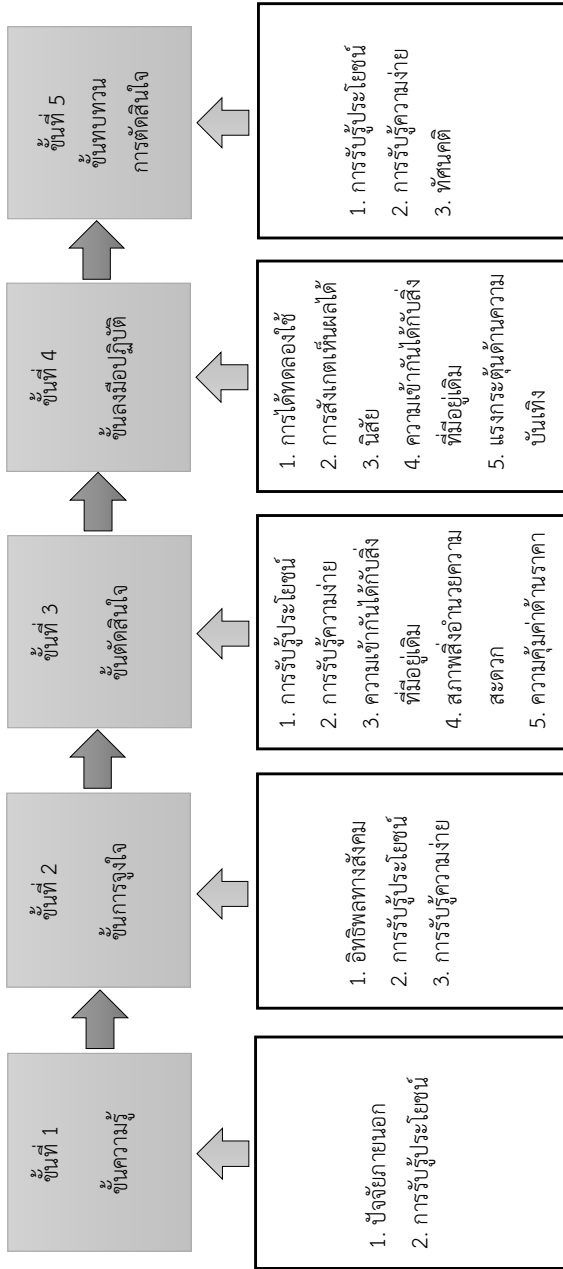 ขั้นที่ 1
ขั้นความรู้
ขั้นที่ 2
ขั้นการจูงใจ
ขั้นที่ 3
ขั้นตัดสินใจ
ขั้นที่ 4
ขั้นลงมือปฏิบัติ
ขั้นที่ 5
ขั้นทบทวน
การตัดสินใจ
1. ปัจจัยภายนอก
2. การรับรู้ประโยชน์
1. อิทธิพลทางสังคม
2. การรับรู้ประโยชน์
3. การรับรู้ความง่าย
1. การรับรู้ประโยชน์
2. การรับรู้ความง่าย
3. ความเข้ากันได้กับสิ่ง
ที่มีอยู่เดิม
4. สภาพสิ่งอำนวยความ
สะดวก
5. ความคุ้มค่าด้านราคา
1. การได้ทดลองใช้
2. การสังเกตเห็นผลได้
3. นิสัย
4. ความเข้ากันได้กับสิ่ง
ที่มีอยู่เดิม
5. แรงกระตุ้นด้านความ
บันเทิง
1. การรับรู้ประโยชน์
2. การรับรู้ความง่าย
3. ทัศนคติ